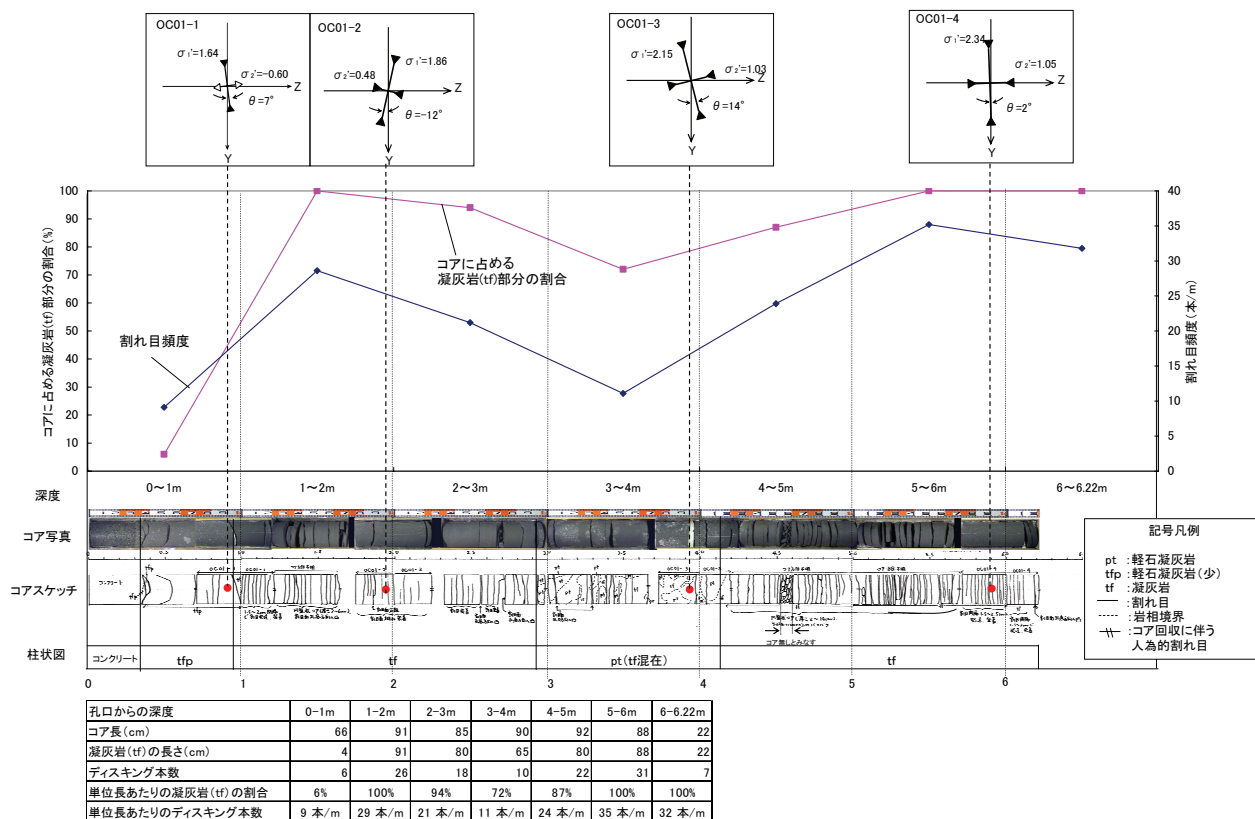 OC01-1
σ1'=1.64
σ2'=-0.60
Z
θ=7°
Y
OC01-2
σ1'=1.86
σ2'=0.48
Z
θ=-12°
Y
OC01-3
σ1'=2.15
σ2'=1.03
Z
θ=14°
Y
OC01-4
σ1'=2.34
σ2'=1.05
Z
θ=2°
Y
コアに占める凝灰岩(tf)部分の割合(%)
100
90
80
70
60
50
40
30
20
10
0
割れ目頻度
コアに占める
凝灰岩(tf)部分の割合
40
35
30
25
20
15
10
5
0
割れ目頻度(本/m)
深度
0～1m
1～2m
2～3m
3～4m
4～5m
5～6m
6～6.22m
コア写真
コアスケッチ
コンクリート
tfp
コア無しとみなす
柱状図
コンクリート
tfp
tf
pt(tf混在)
tf
0
1
2
3
4
5
6
記号凡例
pt :軽石凝灰岩
tfp :軽石凝灰岩(少)
tf :凝灰岩
:割れ目
:岩相境界
:コア回収に伴う
人為的割れ目
孔口からの深度 0-1m 1-2m 2-3m 3-4m 4-5m 5-6m 6-6.22m
コア長(cm) 66 91 85 90 92 88 22
凝灰岩(tf)の長さ(cm) 4 91 80 65 80 88 22
ディスキング本数 6 26 18 10 22 31 7
単位長あたりの凝灰岩(tf)の割合 6% 100% 94% 72% 87% 100% 100%
単位長あたりのディスキング本数 9 本/m 29 本/m 21 本/m 11 本/m 24 本/m 35 本/m 32 本/m